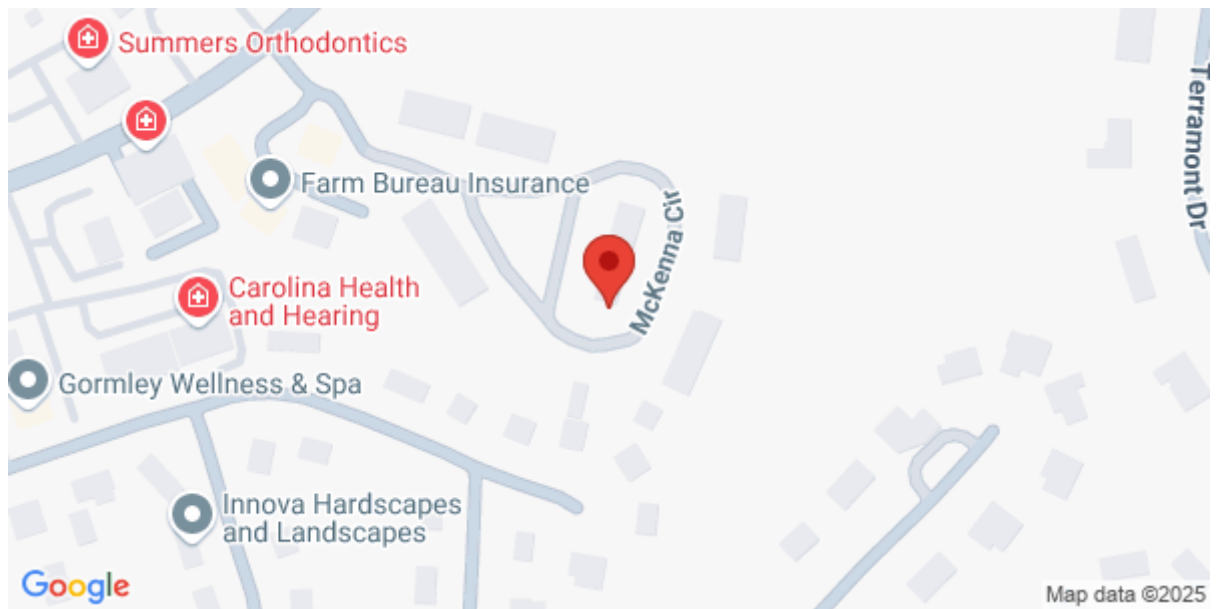 Summers Orthodontics
Terramont Dr
Farm Bureau Insurance
McKenna Cir
Carolina Health
and Hearing
Gormley Wellness & Spa
Innova Hardscapes
and Landscapes
Google
Map data ©2025